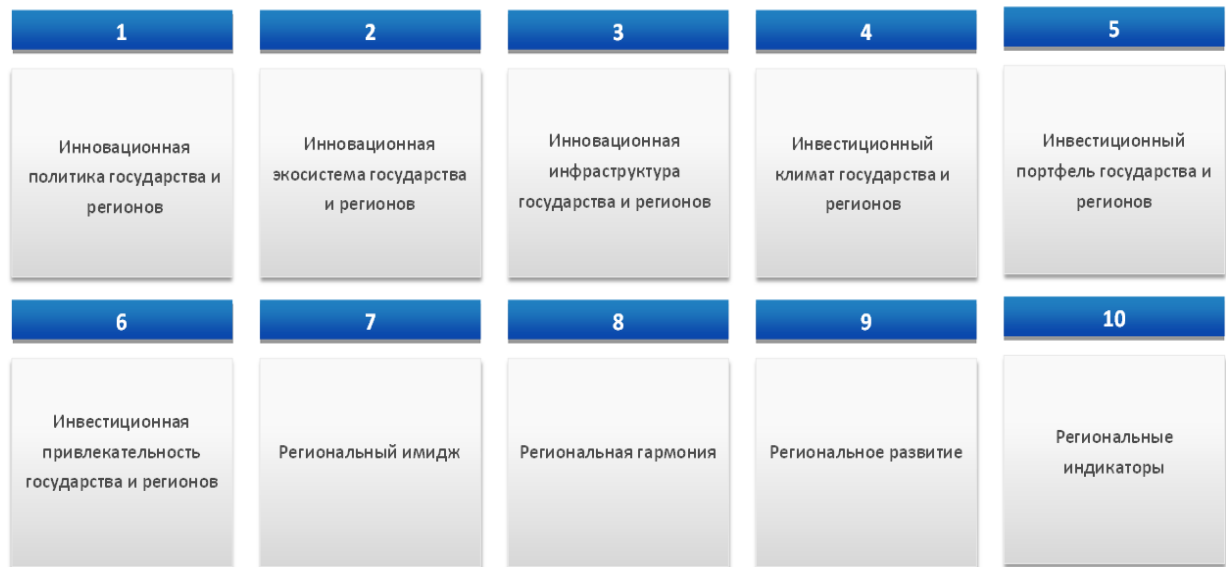 1
Инновационная
политика государства и
регионов
2
Инновационная
экосистема государства
и регионов
3
Инновационная
инфраструктура
государства и регионов
4
Инвестиционный
климат государства и
регионов
5
Инвестиционный
портфель государства и
регионов
6
Инвестиционная
привлекательность
государства и регионов
7
Региональный имидж
8
Региональная гармония
9
Региональное развитие
10
Региональные
индикаторы